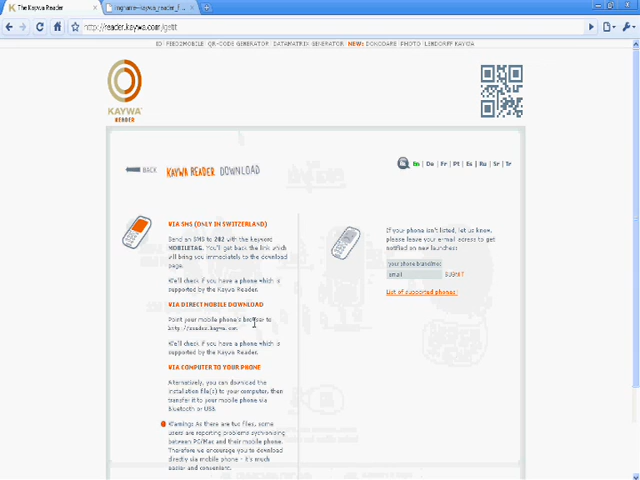 The Kaywa Reader
http://reader.kaywa.com/getit
QR-CODE GENERATOR DATAMATRIX GENERATOR NEW: DOKODARE PHOTO
KAYWA
READER
BACK KAYWA READER DOWNLOAD
En | De | Fr | Pt | Es | Ru | Sr | Tr
VIA SMS (ONLY IN SWITZERLAND)
Send an SMS to 282 with the keyword
MOBILETAG. You'll get back the link which
will bring you immediately to the download
page.
We'll check if you have a phone which is
supported by the Kaywa Reader.
VIA DIRECT MOBILE DOWNLOAD
Point your mobile phone's browser to
http://reader.kaywa.com
We'll check if you have a phone which is
supported by the Kaywa Reader.
VIA COMPUTER TO YOUR PHONE
Alternatively, you can download the
installation file(s) to your computer, then
transfer it to your mobile phone via
Bluetooth or USB.
Warning: As there are two files, some
users are reporting problems synchronising
between PC/Mac and their mobile phone.
Therefore we encourage you to download
directly via mobile phone - it's much
easier and convenient.
If your phone isn't listed, let us know,
please leave your e-mail adress to get
notified on new launches:
email SUBMIT
List of supported phones